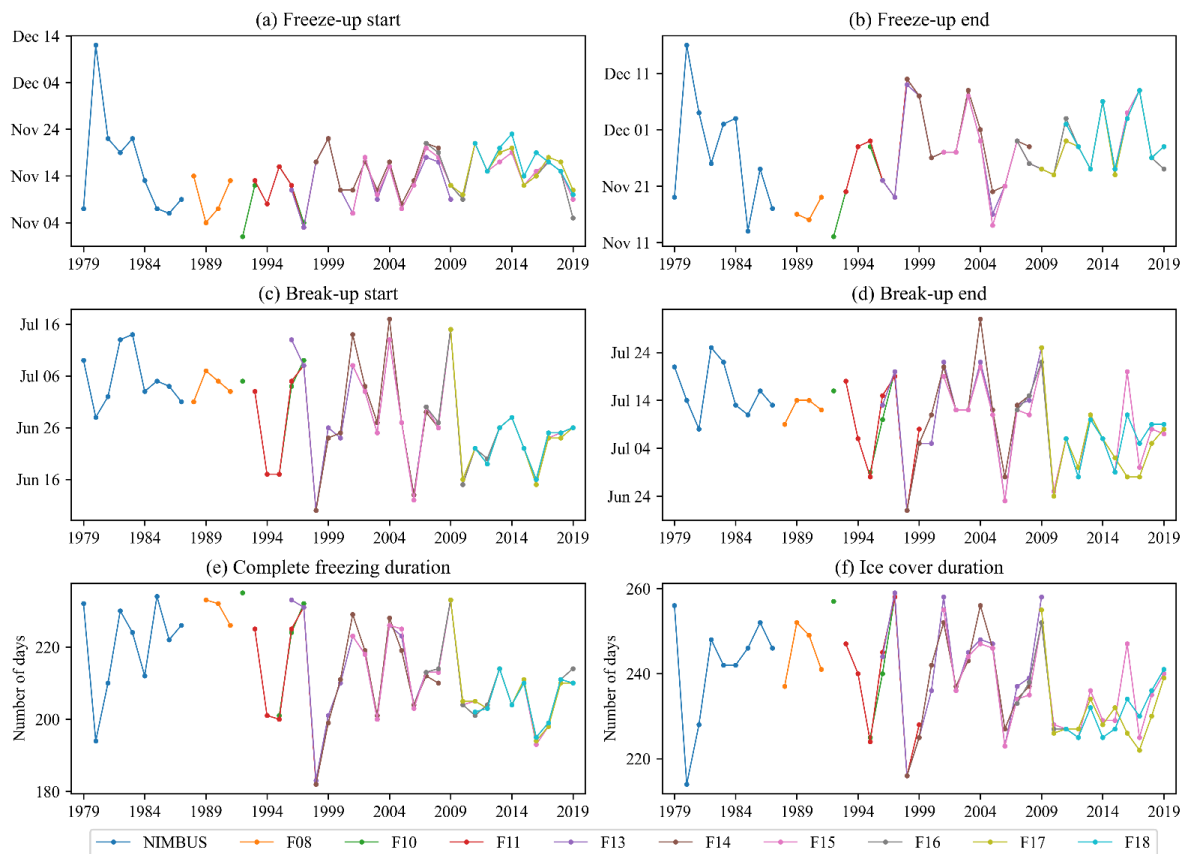 (a) Freeze-up start
Dec 14
Dec 04
Nov 24
Nov 14
Nov 04
1979 1984 1989 1994 1999 2004 2009 2014 2019
(b) Freeze-up end
Dec 11
Dec 01
Nov 21
Nov 11
1979 1984 1989 1994 1999 2004 2009 2014 2019
(c) Break-up start
Jul 16
Jul 06
Jun 26
Jun 16
1979 1984 1989 1994 1999 2004 2009 2014 2019
(d) Break-up end
Jul 24
Jul 14
Jul 04
Jun 24
1979 1984 1989 1994 1999 2004 2009 2014 2019
(e) Complete freezing duration
Number of days
220
200
180
1979 1984 1989 1994 1999 2004 2009 2014 2019
(f) Ice cover duration
Number of days
260
240
220
1979 1984 1989 1994 1999 2004 2009 2014 2019
NIMBUS F08 F10 F11 F13 F14 F15 F16 F17 F18